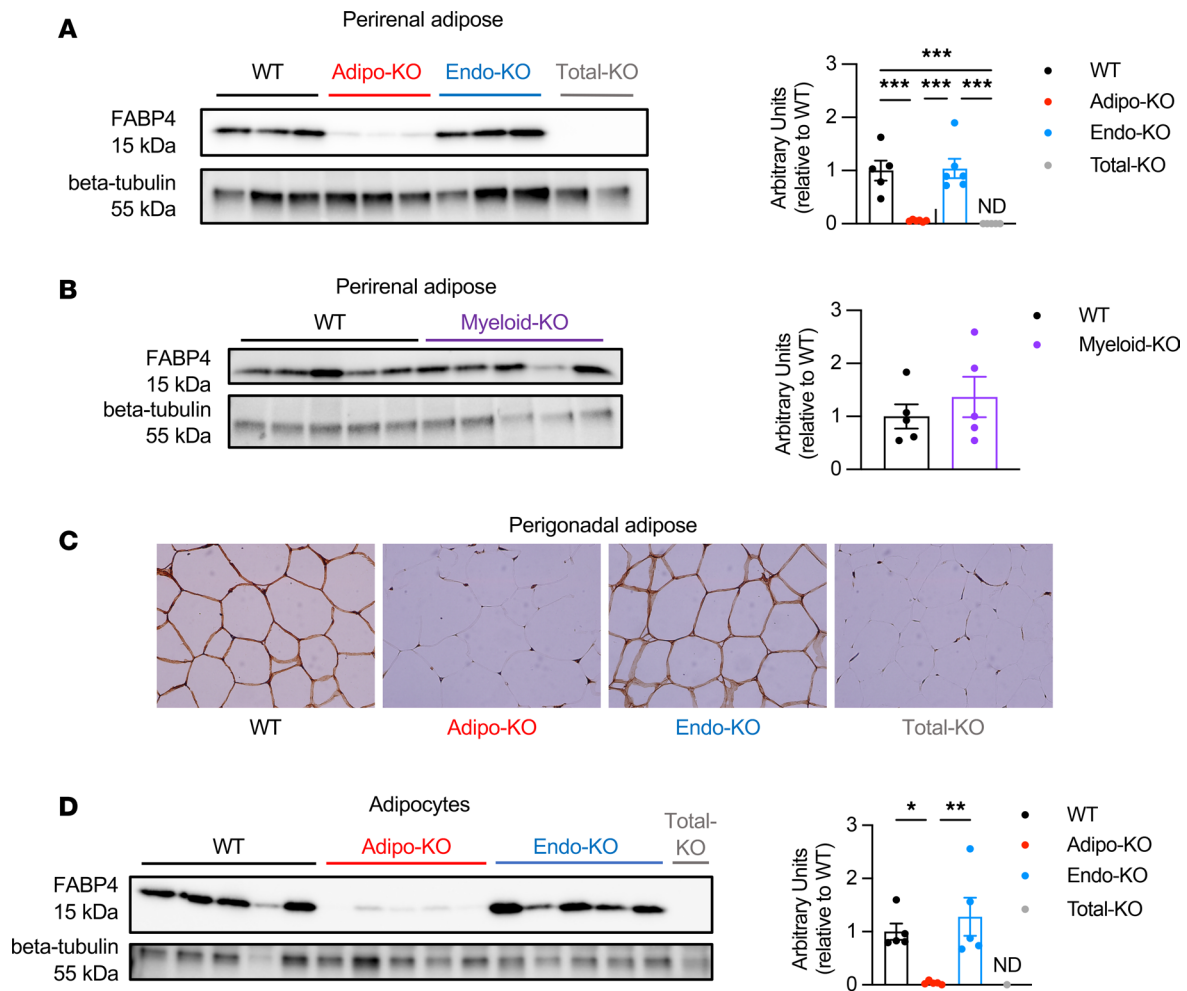 A
Perirenal adipose
WT Adipo-KO Endo-KO Total-KO
FABP4
15 kDa
beta-tubulin
55 kDa
Arbitrary Units
(relative to WT)
3
2
1
0
***
*** *** ***
ND
WT
Adipo-KO
Endo-KO
Total-KO
B
Perirenal adipose
WT Myeloid-KO
FABP4
15 kDa
beta-tubulin
55 kDa
Arbitrary Units
(relative to WT)
3
2
1
0
WT
Myeloid-KO
C
Perigonadal adipose
WT Adipo-KO Endo-KO Total-KO
D
Adipocytes
WT Adipo-KO Endo-KO Total-
KO
FABP4
15 kDa
beta-tubulin
55 kDa
Arbitrary Units
(relative to WT)
3
2
1
0
* **
ND
WT
Adipo-KO
Endo-KO
Total-KO